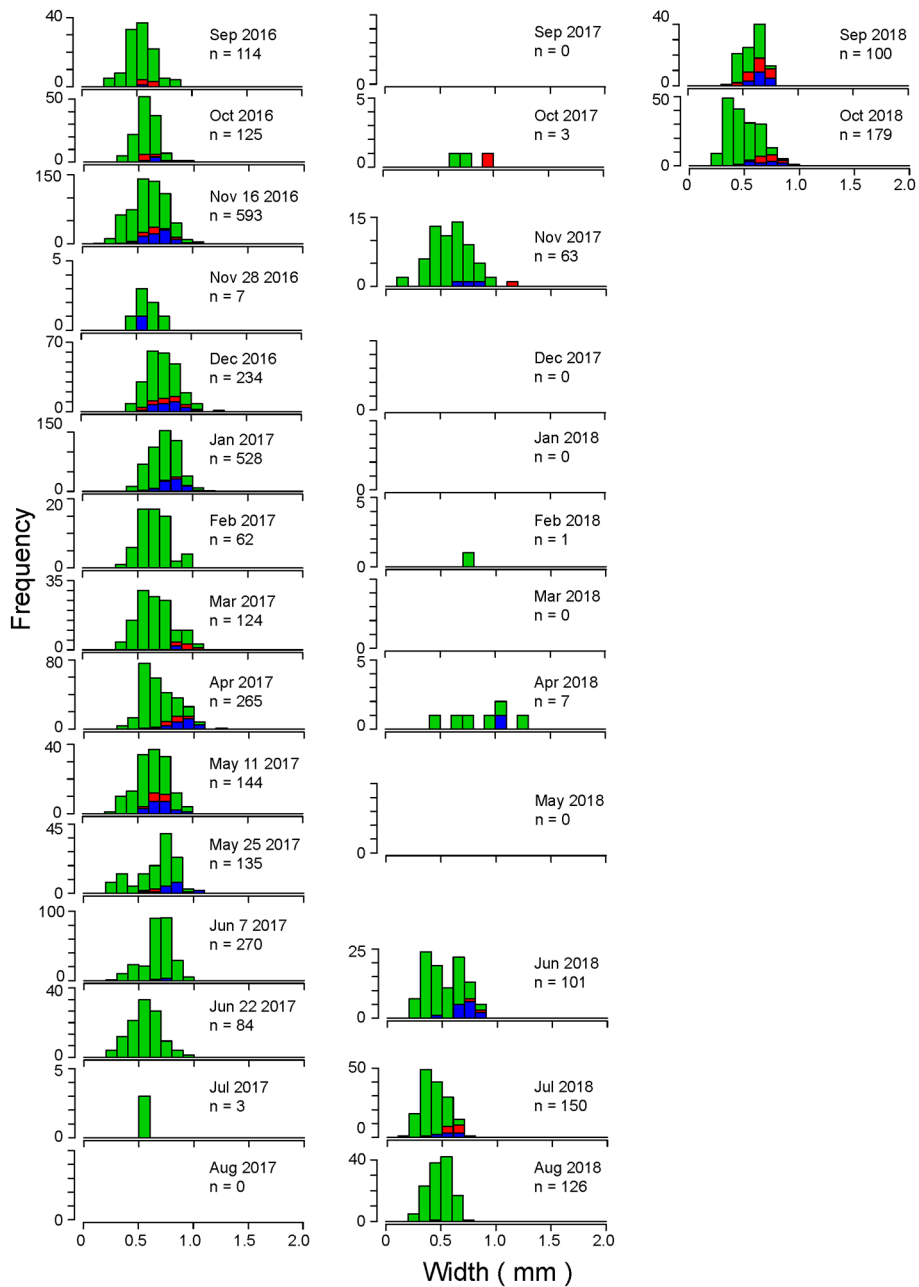 Frequency
40
0
Sep 2016
n = 114
50
0
Oct 2016
n = 125
150
0
Nov 16 2016
n = 593
5
0
Nov 28 2016
n = 7
70
0
Dec 2016
n = 234
150
0
Jan 2017
n = 528
20
0
Feb 2017
n = 62
35
0
Mar 2017
n = 124
80
0
Apr 2017
n = 265
40
0
May 11 2017
n = 144
45
0
May 25 2017
n = 135
100
0
Jun 7 2017
n = 270
40
0
Jun 22 2017
n = 84
5
0
Jul 2017
n = 3
0
Aug 2017
n = 0
0 0.5 1.0 1.5 2.0
0
Sep 2017
n = 0
5
0
Oct 2017
n = 3
15
0
Nov 2017
n = 63
0
Dec 2017
n = 0
0
Jan 2018
n = 0
5
0
Feb 2018
n = 1
0
Mar 2018
n = 0
5
0
Apr 2018
n = 7
0
May 2018
n = 0
25
0
Jun 2018
n = 101
50
0
Jul 2018
n = 150
40
0
Aug 2018
n = 126
0 0.5 1.0 1.5 2.0
Width ( mm )
40
0
Sep 2018
n = 100
50
0
Oct 2018
n = 179
0 0.5 1.0 1.5 2.0